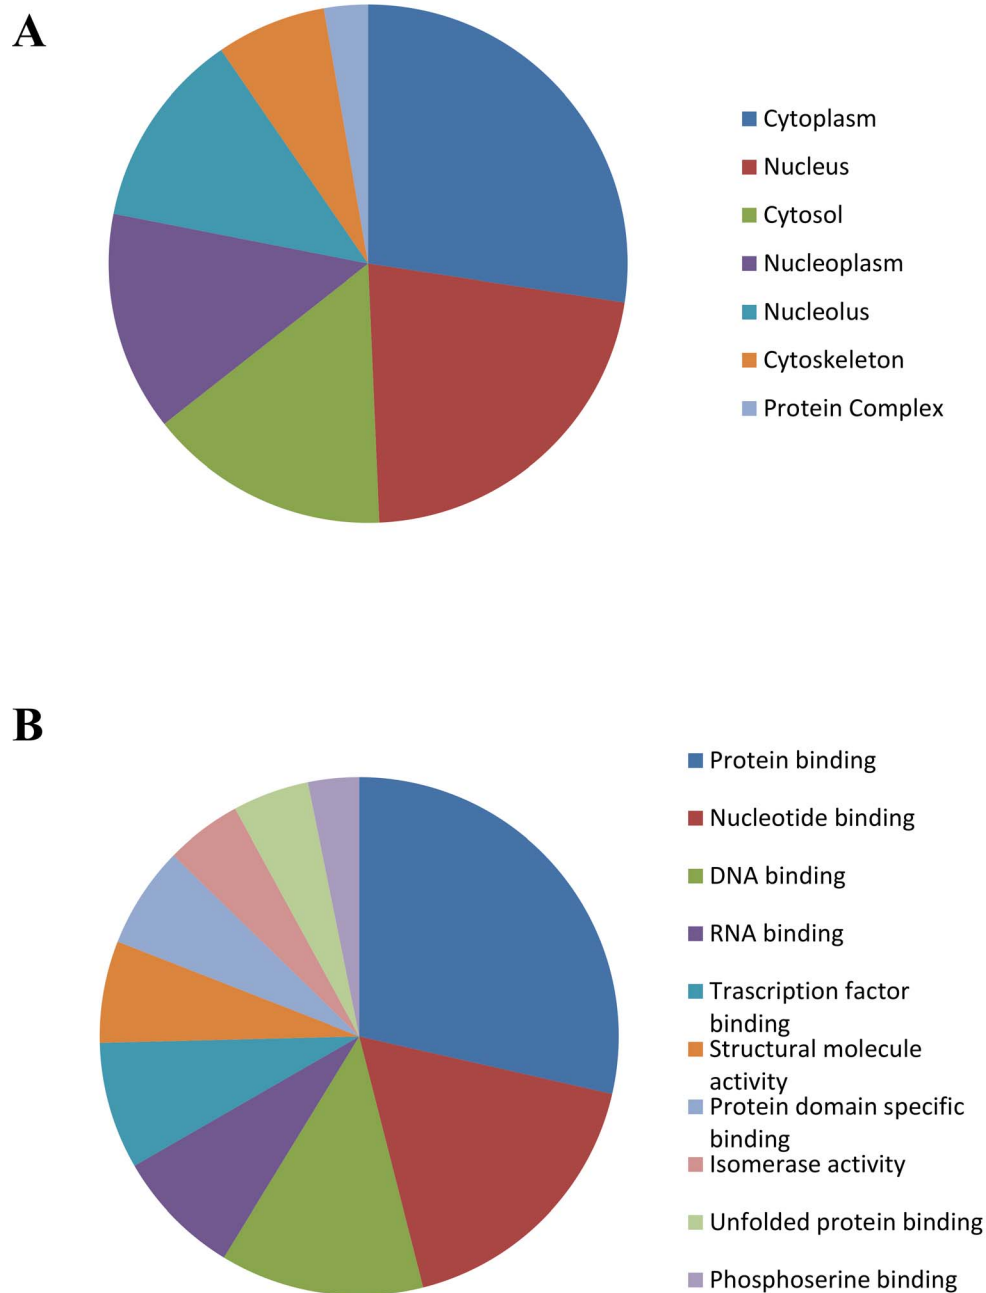 A
Cytoplasm
Nucleus
Cytosol
Nucleoplasm
Nucleolus
Cytoskeleton
Protein Complex
B
Protein binding
Nucleotide binding
DNA binding
RNA binding
Trascription factor
binding
Structural molecule
activity
Protein domain specific
binding
Isomerase activity
Unfolded protein binding
Phosphoserine binding